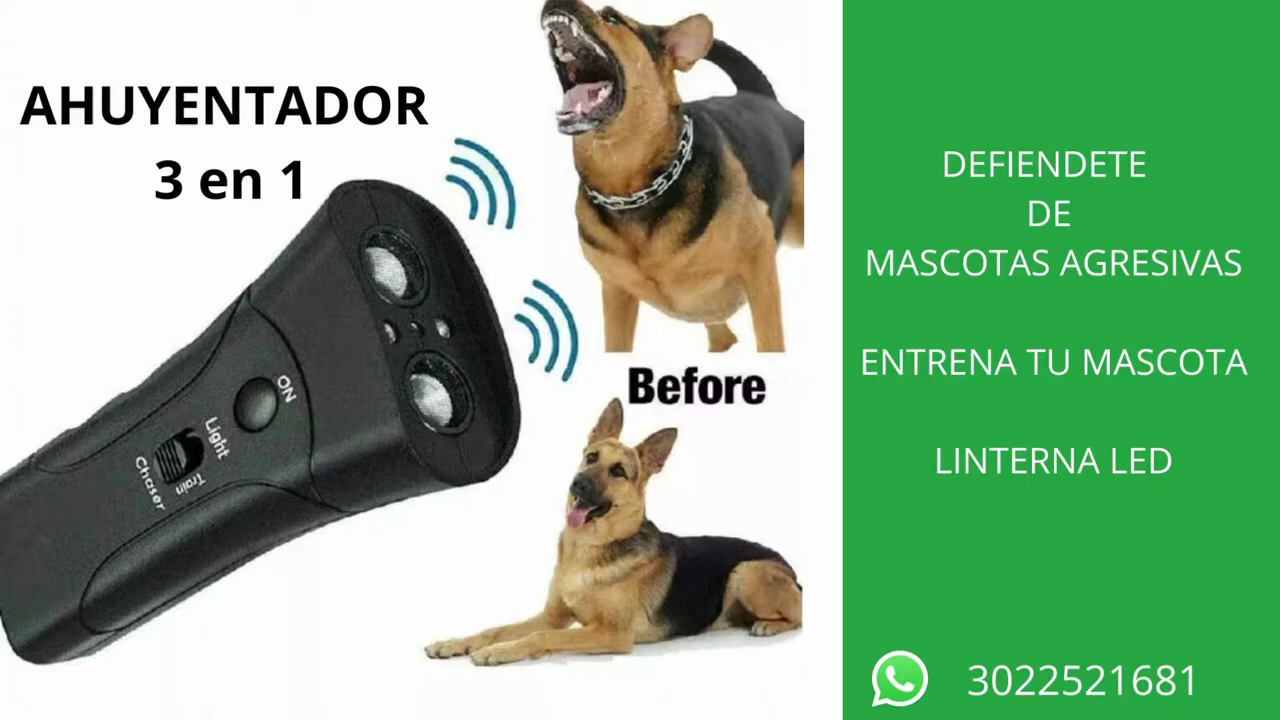 AHUYENTADOR
3 en 1
ON
Light
Train
Chaser
Before
DEFIENDETE
DE
MASCOTAS AGRESIVAS
ENTRENA TU MASCOTA
LINTERNA LED
3022521681